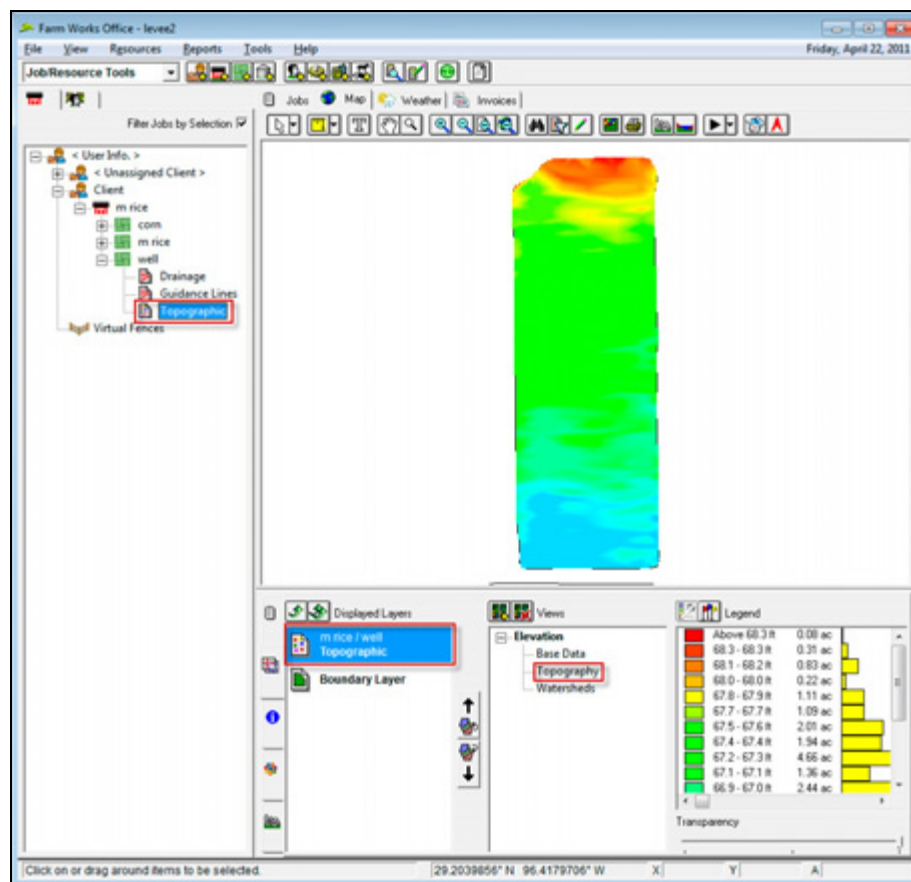 Farm Works Office - levee2
File View Resources Reports Tools Help Friday, April 22, 2011
Job/Resource Tools
Jobs Map Weather Invoices
Filter Jobs by Selection
< User Info. >
< Unassigned Client >
Client
m rice
corn
m rice
well
Drainage
Guidance Lines
Topographic
Virtual Fences
Displayed Layers
m rice / well
Topographic
Boundary Layer
Views
Elevation
Base Data
Topography
Watersheds
Legend
Above 68.3 ft 0.08 ac
68.3 - 68.3 ft 0.31 ac
68.1 - 68.2 ft 0.83 ac
68.0 - 68.0 ft 0.22 ac
67.8 - 67.9 ft 1.11 ac
67.7 - 67.7 ft 1.09 ac
67.5 - 67.6 ft 2.01 ac
67.4 - 67.4 ft 1.94 ac
67.2 - 67.3 ft 4.66 ac
67.1 - 67.1 ft 1.36 ac
66.9 - 67.0 ft 2.44 ac
Transparency
Click on or drag around items to be selected. 29.2039856° N 96.4179706° W X Y A